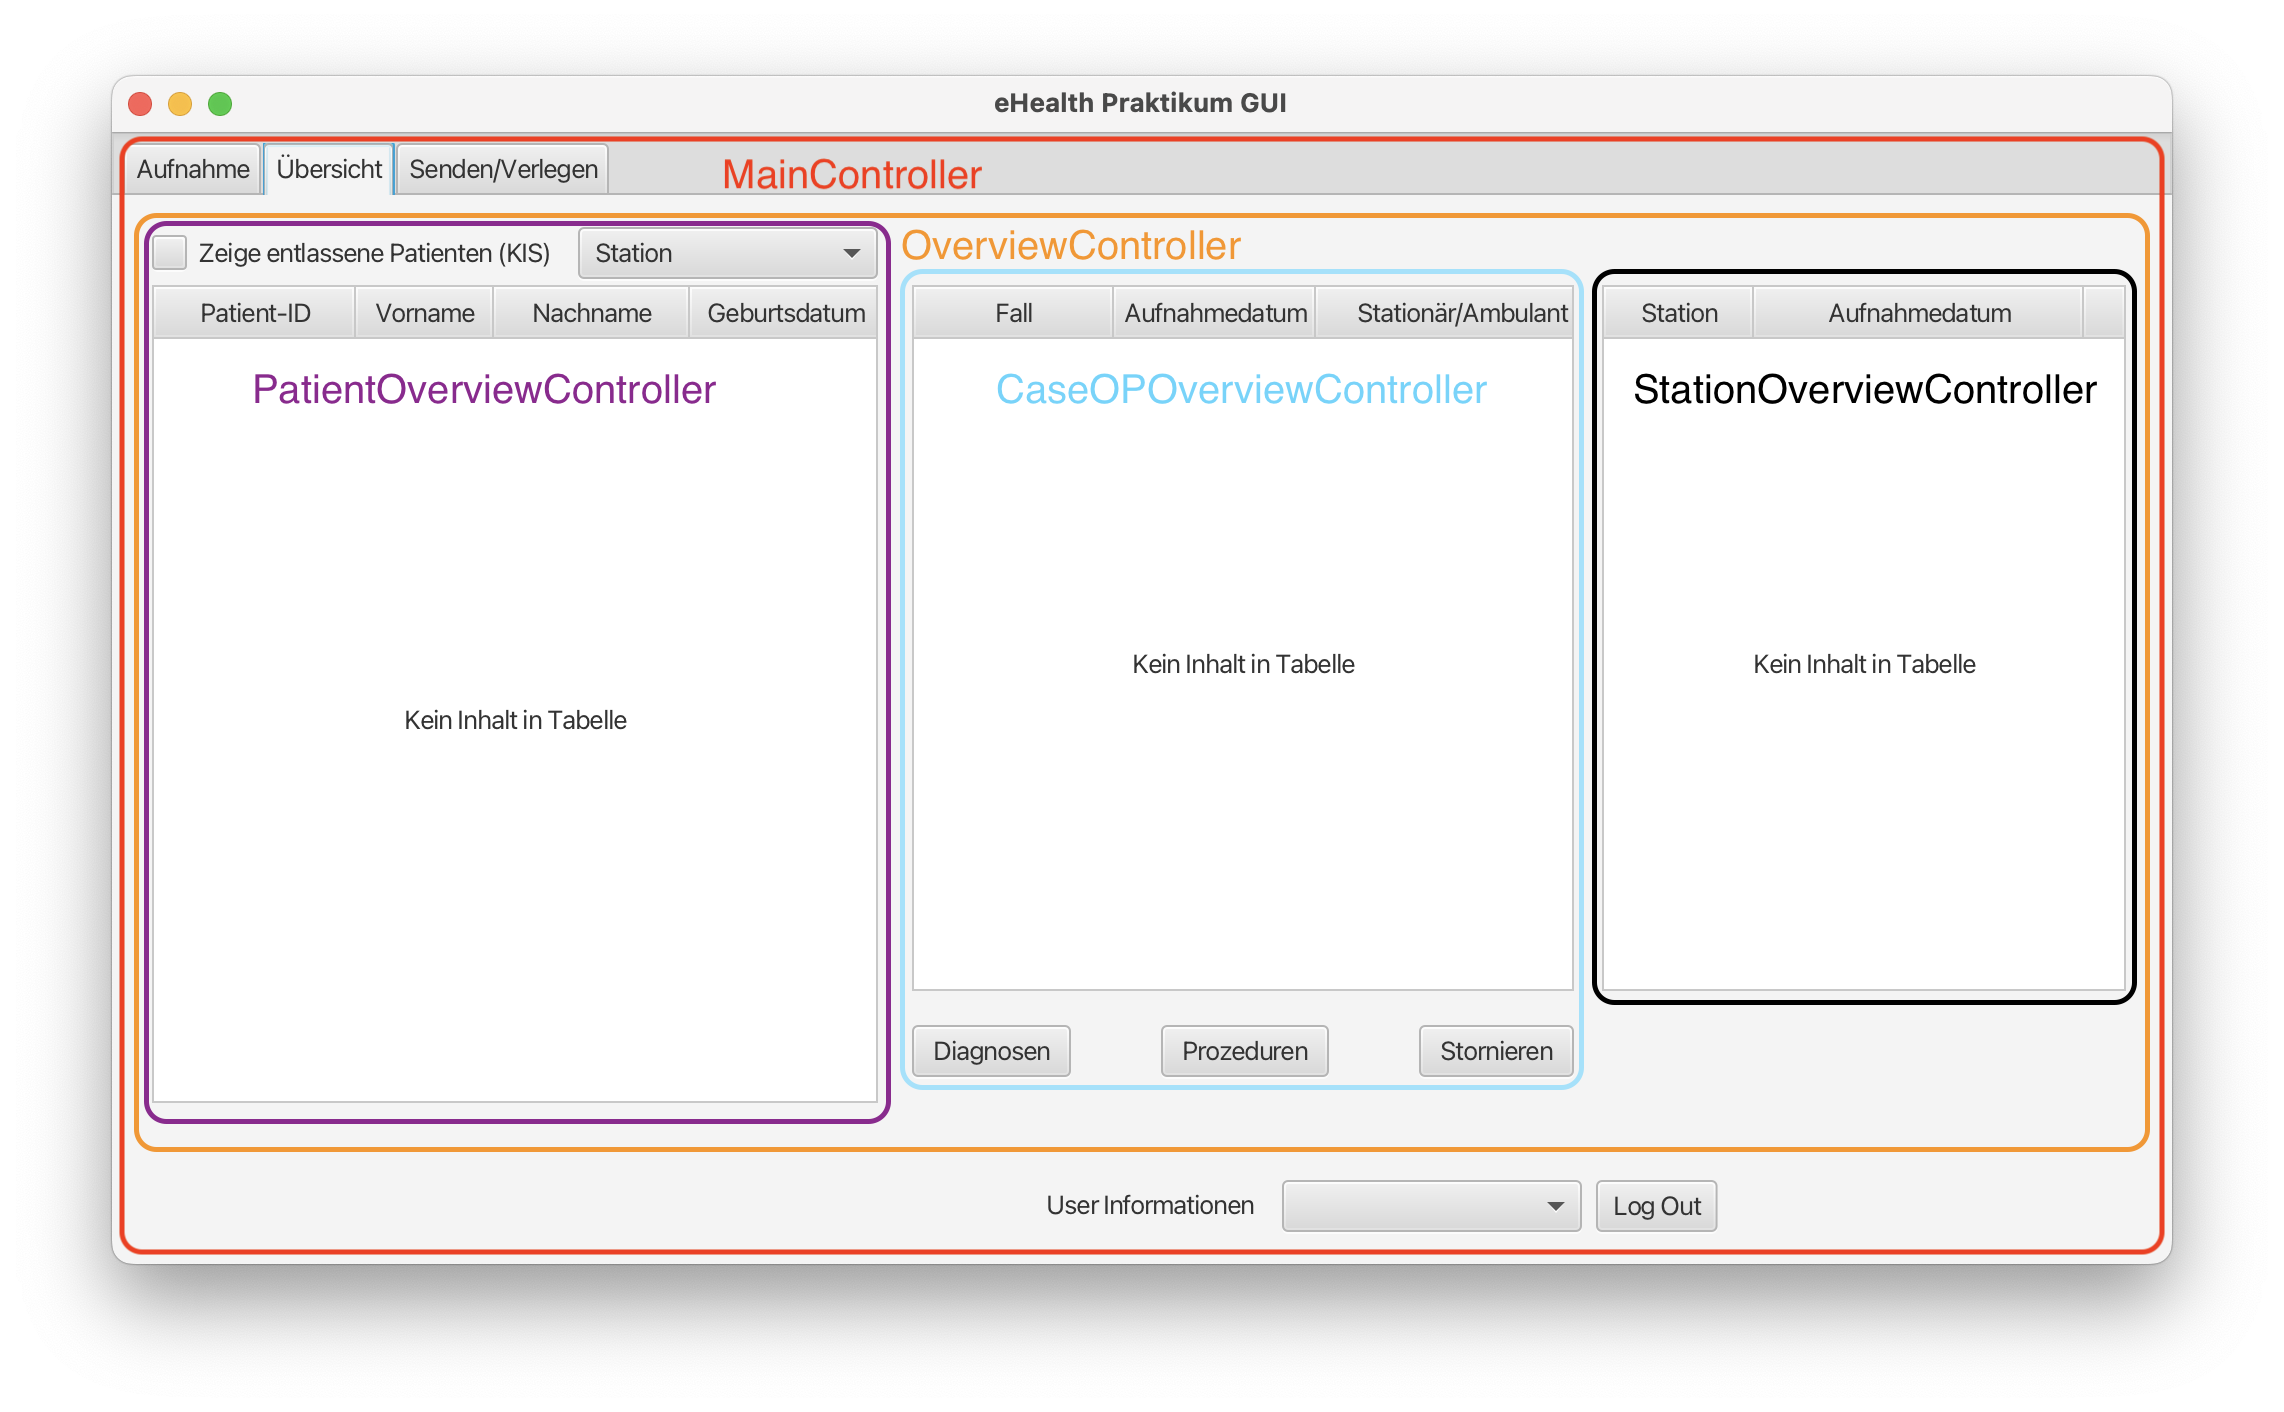 eHealth Praktikum GUI
Aufnahme Übersicht Senden/Verlegen MainController
Zeige entlassene Patienten (KIS) Station OverviewController
Patient-ID Vorname Nachname Geburtsdatum Fall Aufnahmedatum Stationär/Ambulant Station Aufnahmedatum
PatientOverviewController CaseOPOverviewController StationOverviewController
Kein Inhalt in Tabelle Kein Inhalt in Tabelle
Kein Inhalt in Tabelle
Diagnosen Prozeduren Stornieren
User Informationen Log Out